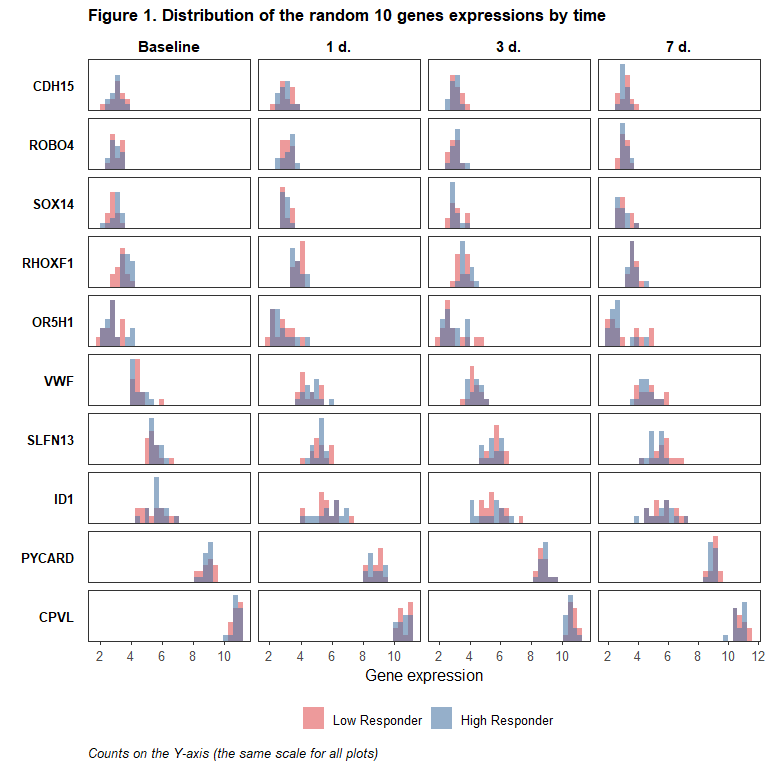 Figure 1. Distribution of the random 10 genes expressions by time
Baseline 1 d. 3 d. 7 d.
CDH15
ROBO4
SOX14
RHOXF1
OR5H1
VWF
SLFN13
ID1
PYCARD
CPVL
2 4 6 8 10 2 4 6 8 10 2 4 6 8 10 2 4 6 8 10 12
Gene expression
Low Responder High Responder
Counts on the Y-axis (the same scale for all plots)